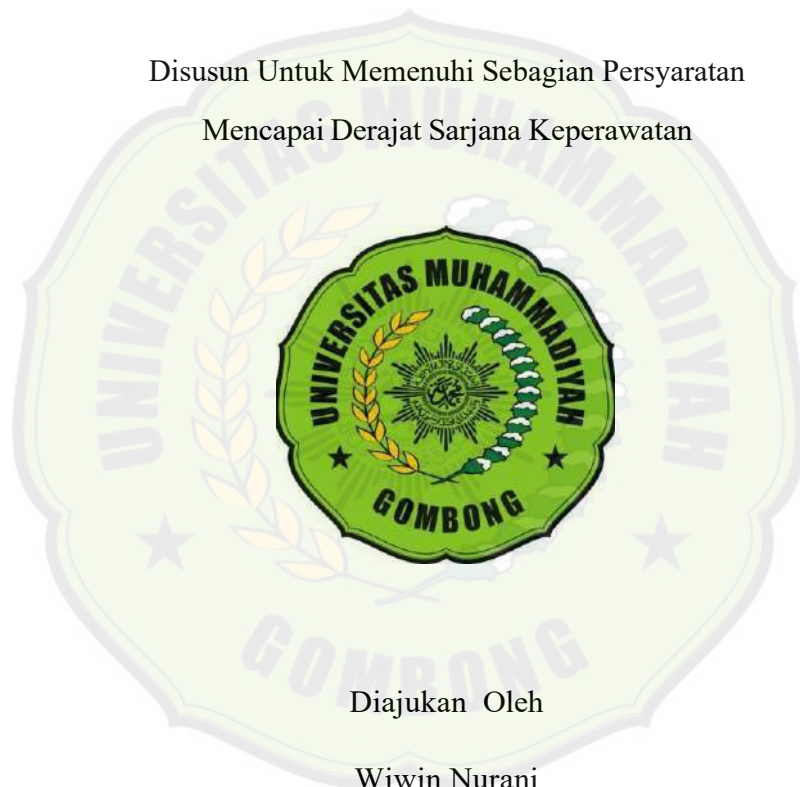 Disusun Untuk Memenuhi Sebagian Persyaratan
Mencapai Derajat Sarjana Keperawatan
UNIVERSITAS MUHAMMADIYAH
GOMBONG
Diajukan Oleh
Wiwin Nurani